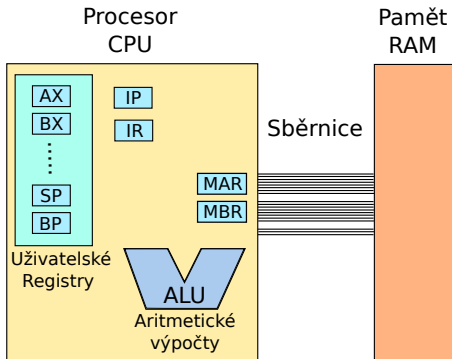 Procesor
CPU
Pamět
RAM
AX
BX
SP
BP
Uživatelské
Registry
IP
IR
MAR
MBR
ALU
Aritmetické
výpočty
Sběrnice